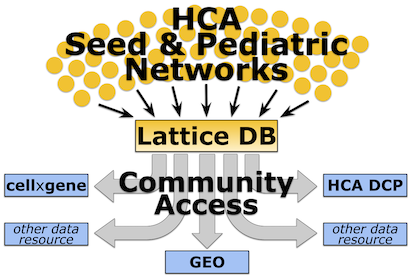 HCA
Seed & Pediatric
Networks
Lattice DB
cellxgene
Community
Access
HCA DCP
other data
resource
GEO
other data
resource